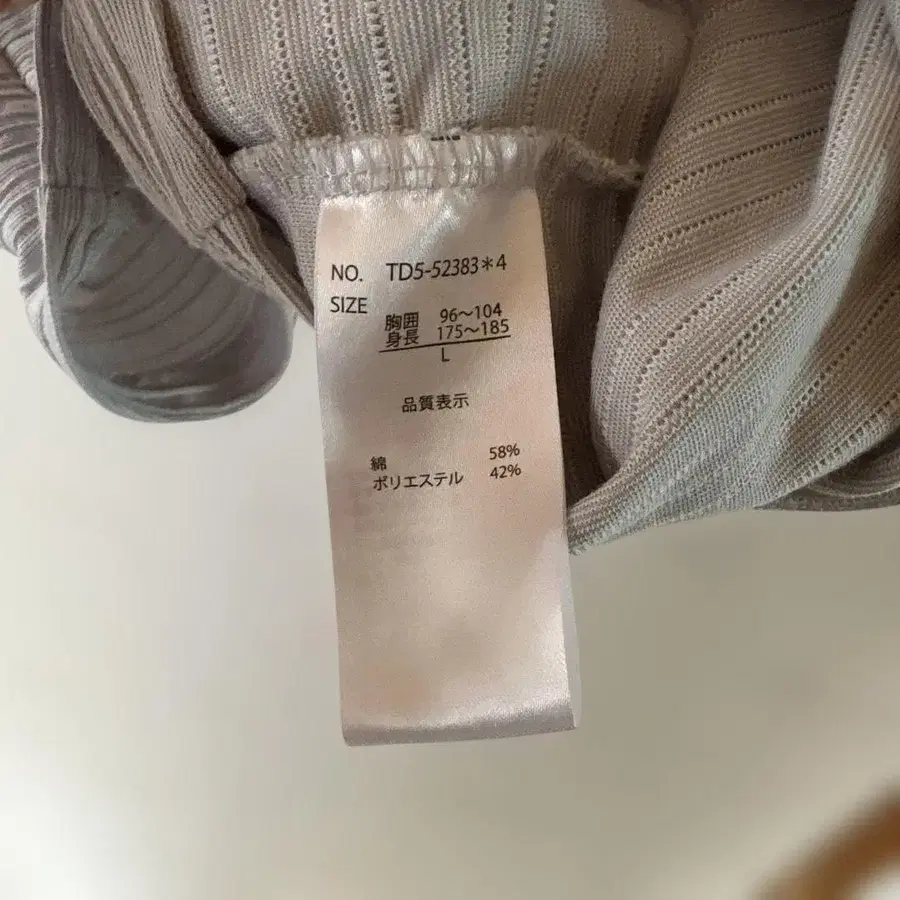 NO. TD5-52383＊4
SIZE
胸囲 96〜104
身長 175〜185
L
品質表示
綿 58%
ポリエステル 42%